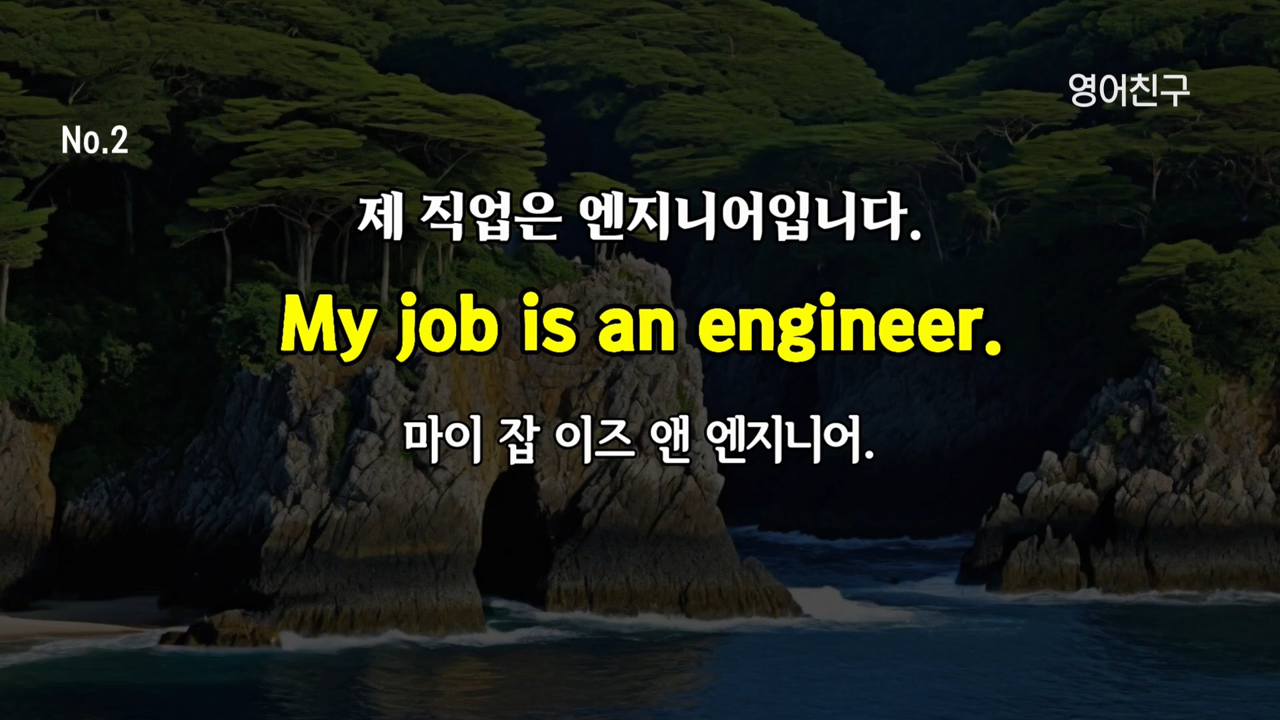 영어친구
No.2
제 직업은 엔지니어입니다.
My job is an engineer.
마이 잡 이즈 앤 엔지니어.